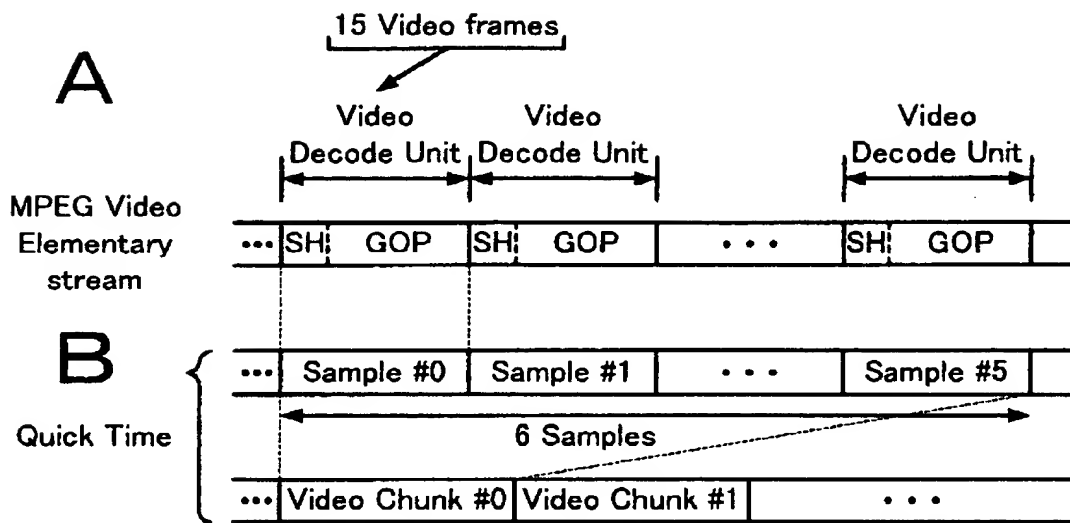 15 Video frames
A
Video
Decode Unit
Video
Decode Unit
Video
Decode Unit
MPEG Video
Elementary
stream
••• SH GOP SH GOP • • • SH GOP
B
Quick Time
••• Sample #0 Sample #1 • • • Sample #5
6 Samples
••• Video Chunk #0 Video Chunk #1 • • •